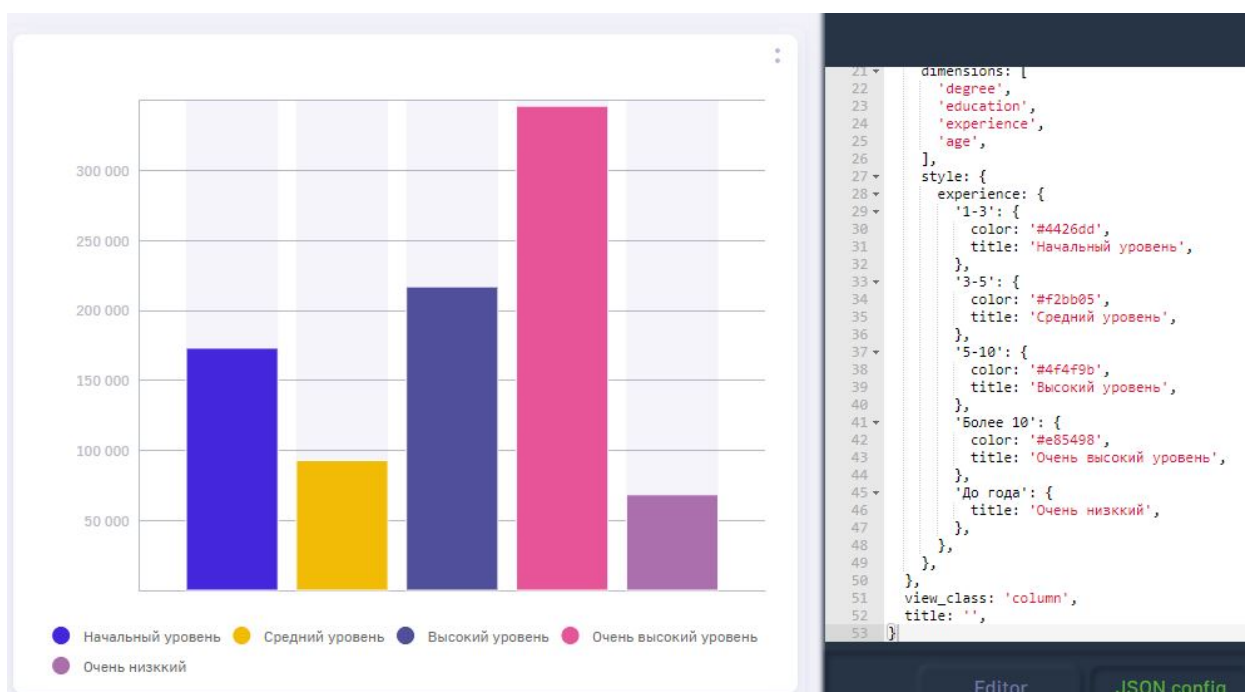 300 000
250 000
200 000
150 000
100 000
50 000
Начальный уровень Средний уровень Высокий уровень Очень высокий уровень
Очень низккий
21 dimensions: [
22 'degree',
23 'education',
24 'experience',
25 'age',
26 ],
27 style: {
28 experience: {
29 '1-3': {
30 color: '#4426dd',
31 title: 'Начальный уровень',
32 },
33 '3-5': {
34 color: '#f2bb05',
35 title: 'Средний уровень',
36 },
37 '5-10': {
38 color: '#4f4f9b',
39 title: 'Высокий уровень',
40 },
41 'Более 10': {
42 color: '#e85498',
43 title: 'Очень высокий уровень',
44 },
45 'До года': {
46 title: 'Очень низккий',
47 },
48 },
49 },
50 },
51 view_class: 'column',
52 title: '',
53 }
Editor JSON config